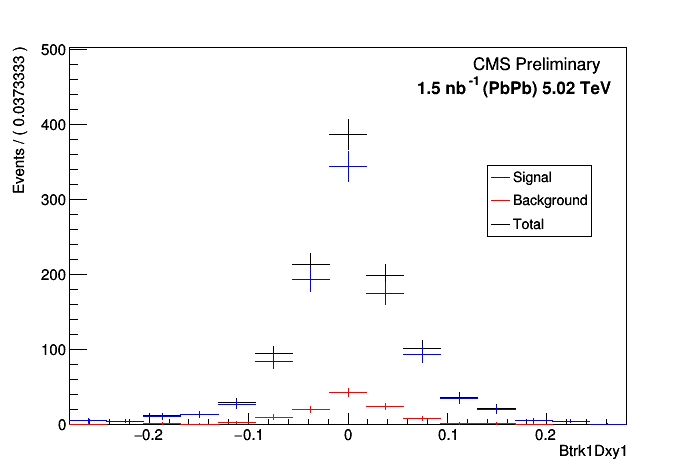 CMS Preliminary
1.5 nb-1 (PbPb) 5.02 TeV
Events / ( 0.0373333 )
500
400
300
200
100
0
Signal
Background
Total
−0.2
−0.1
0
0.1
0.2
Btrk1Dxy1